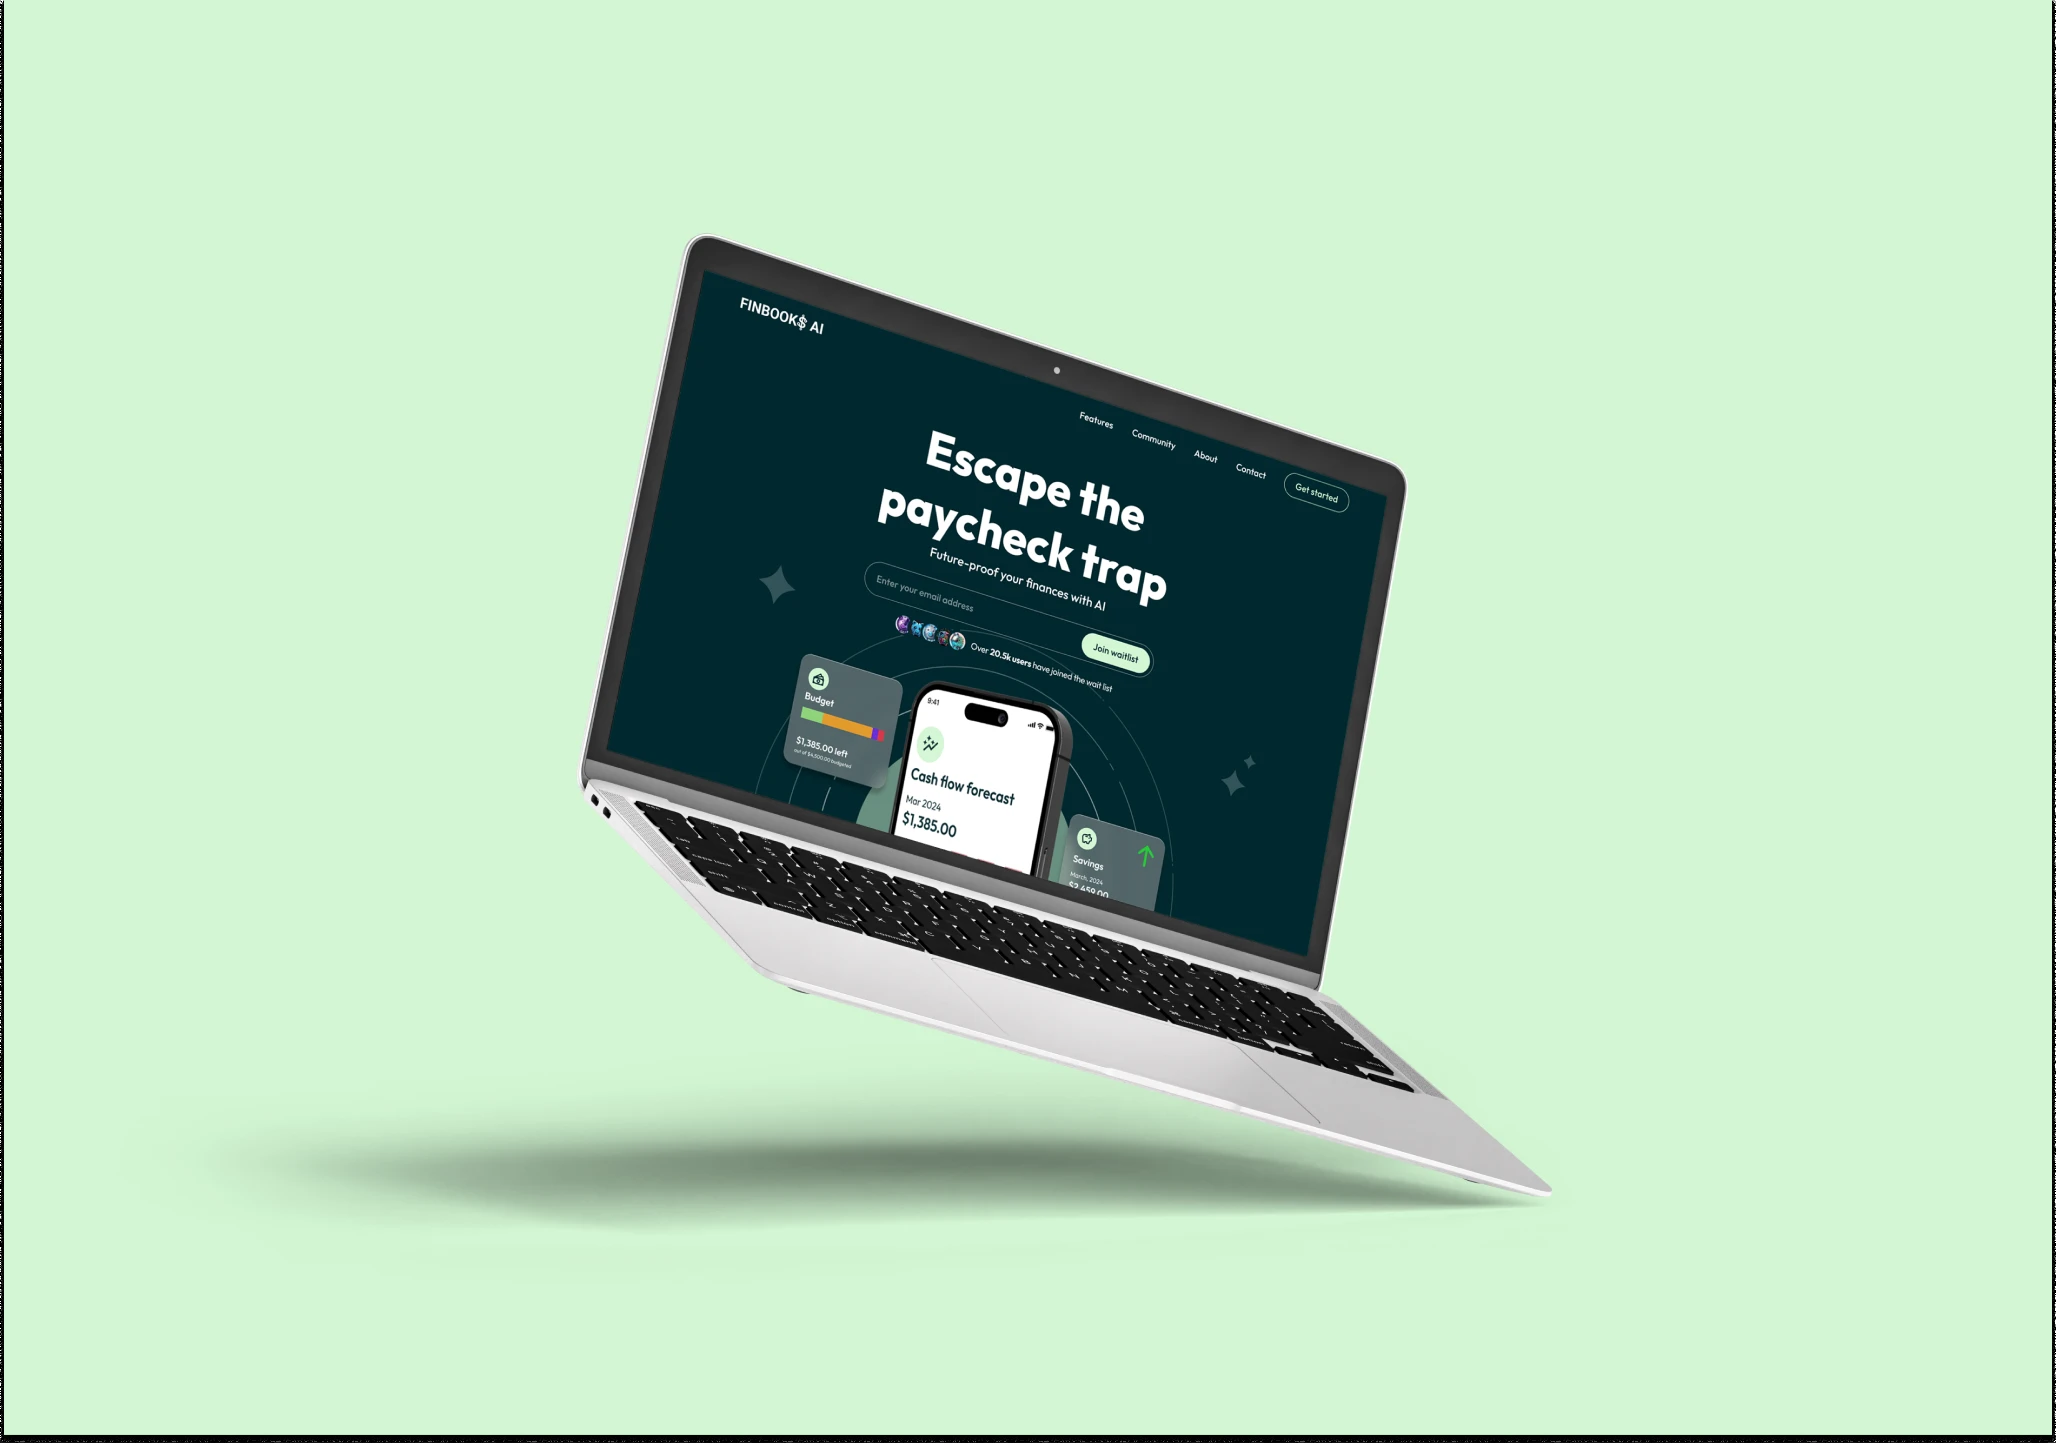 FINBOOK$ AI
Features
Community
About
Contact
Get started
Escape the
paycheck trap
Future-proof your finances with AI
Enter your email address
Join waitlist
Over 20.5k users have joined the wait list
Budget
$1,385.00 left
out of $4,500.00 budgeted
9:41
Cash flow forecast
Mar 2024
$1,385.00
Savings
March, 2024
$2,459.00